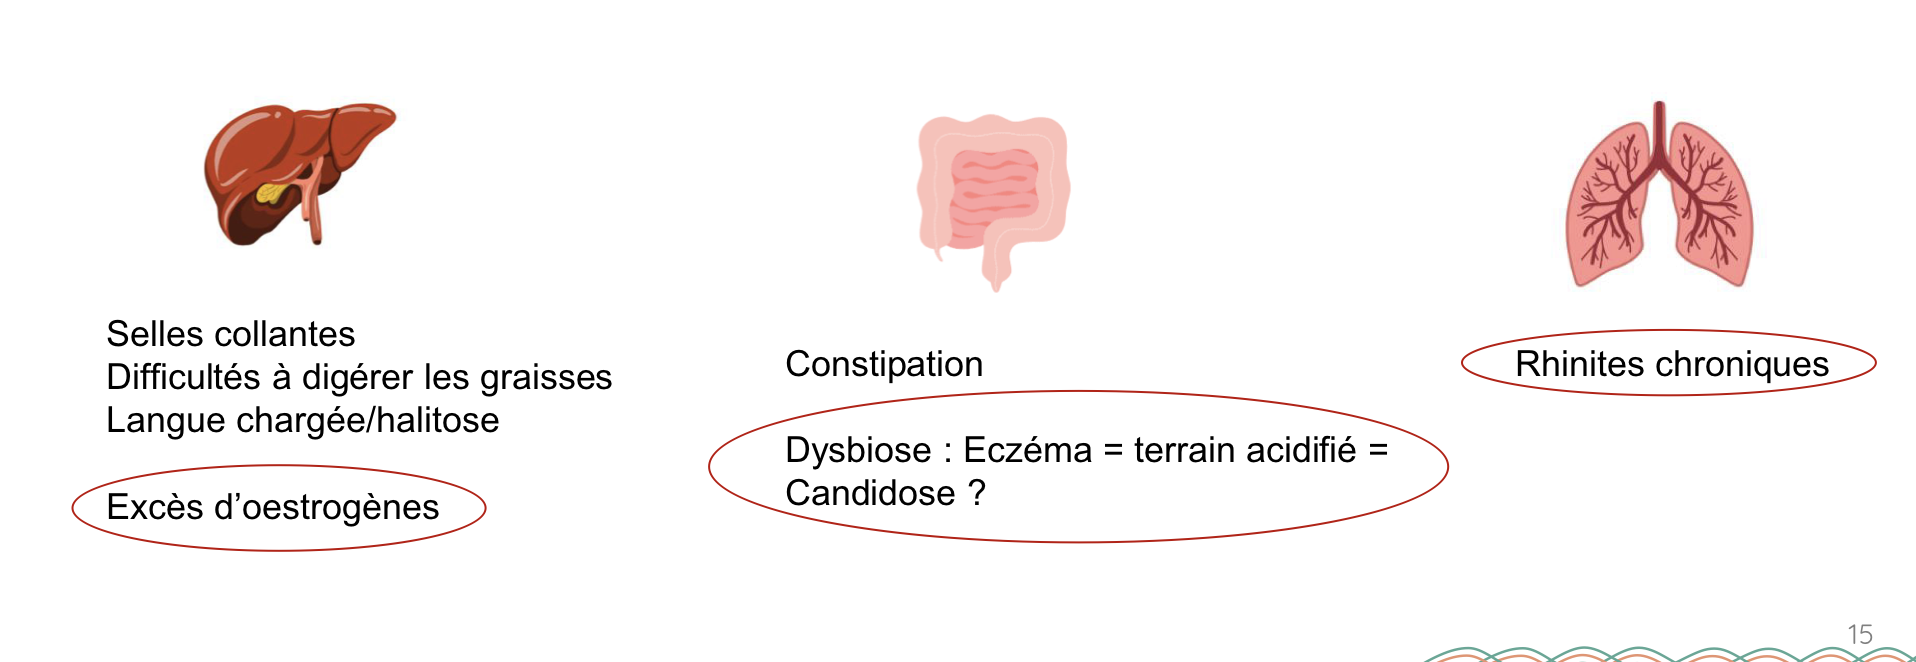 Selles collantes
Difficultés à digérer les graisses
Langue chargée/halitose
Excès d’oestrogènes
Constipation
Dysbiose : Eczéma = terrain acidifié =
Candidose ?
Rhinites chroniques
15